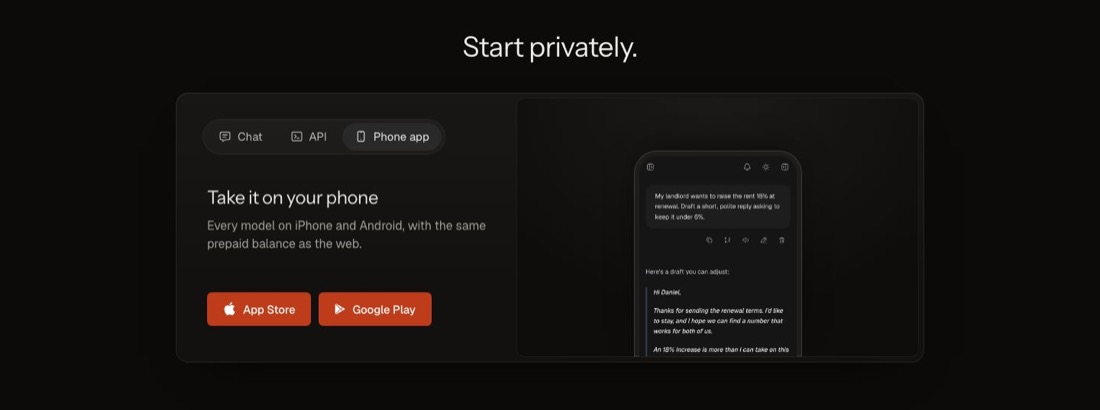 Start privately.
Chat
API
Phone app
Take it on your phone
Every model on iPhone and Android, with the same
prepaid balance as the web.
App Store
Google Play
My landlord wants to raise the rent 18% at
renewal. Draft a short, polite reply asking to
keep it under 6%.
Here's a draft you can adjust:
Hi Daniel,
Thanks for sending the renewal terms. I'd like
to stay, and I hope we can find a number that
works for both of us.
An 18% increase is more than I can take on this